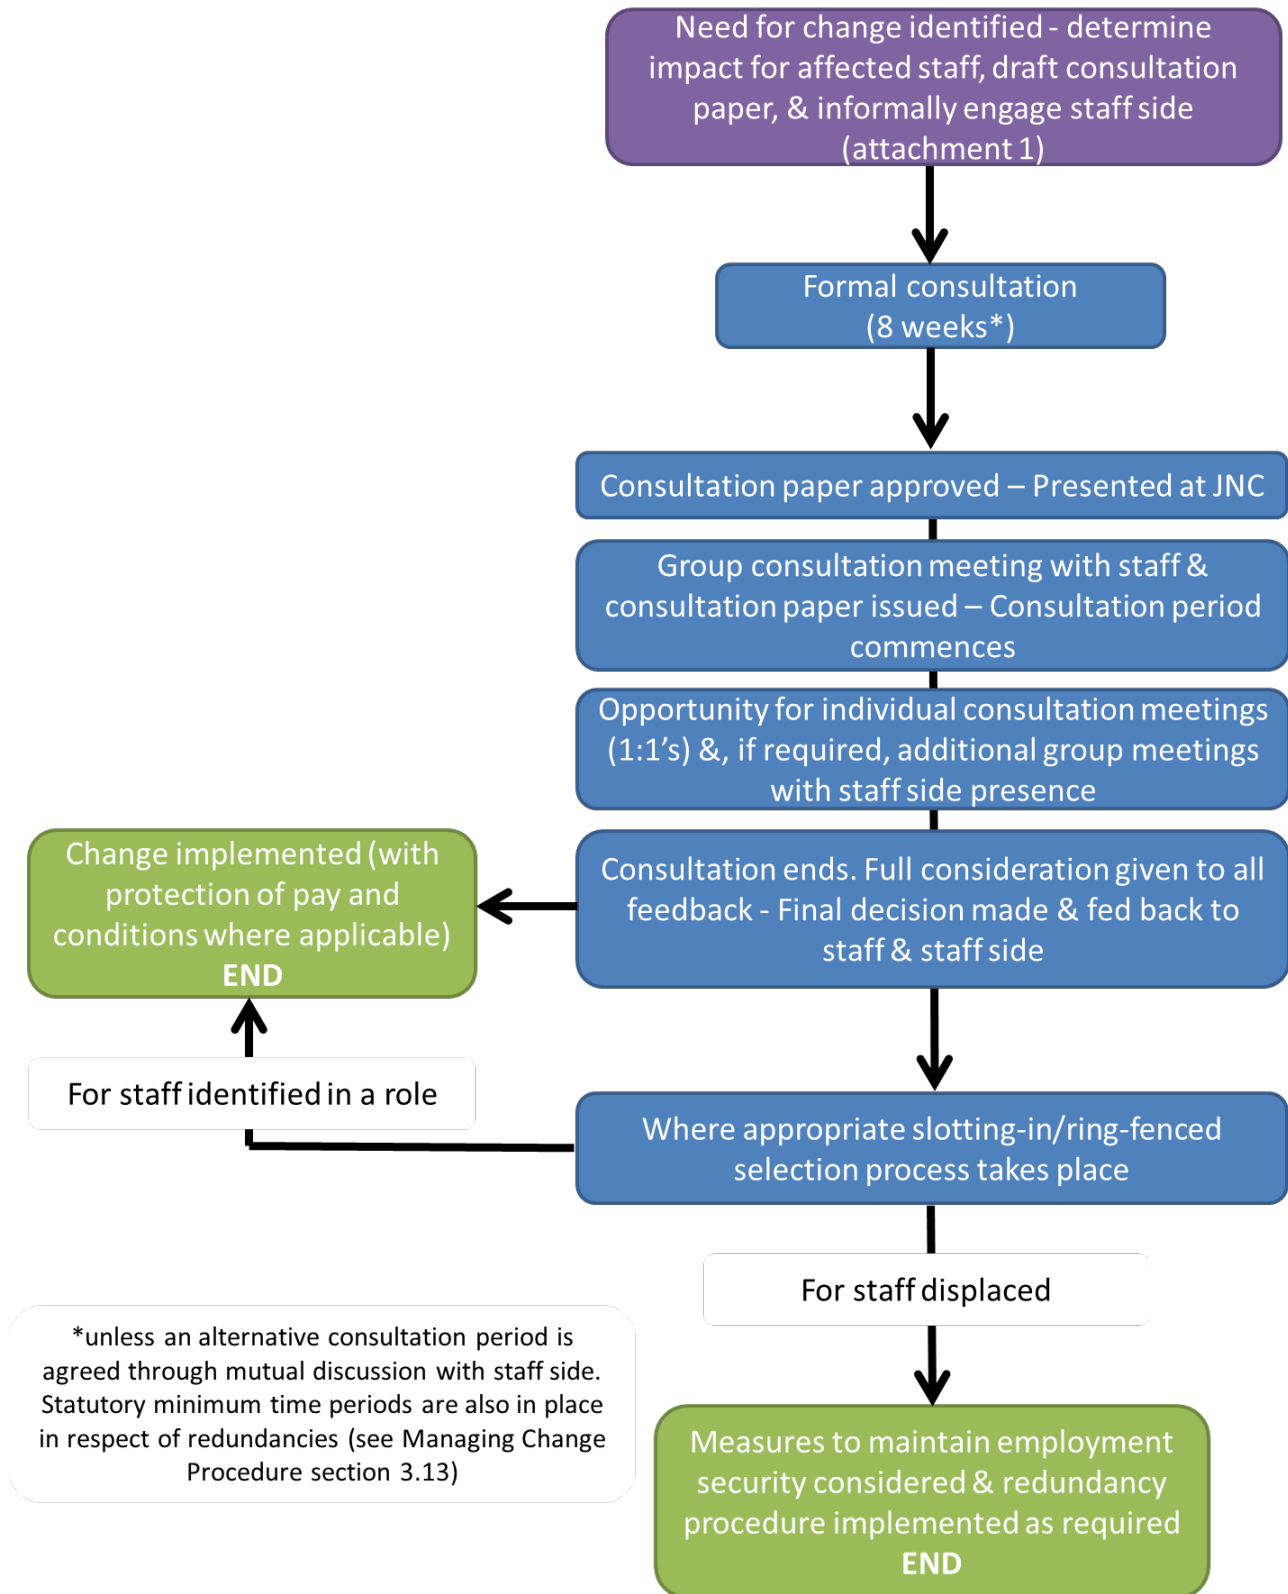 Need for change identified - determine
impact for affected staff, draft consultation
paper, & informally engage staff side
(attachment 1)
Formal consultation
(8 weeks*)
Consultation paper approved – Presented at JNC
Group consultation meeting with staff &
consultation paper issued – Consultation period
commences
Opportunity for individual consultation meetings
(1:1’s) &, if required, additional group meetings
with staff side presence
Consultation ends. Full consideration given to all
feedback - Final decision made & fed back to
staff & staff side
Change implemented (with
protection of pay and
conditions where applicable)
END
For staff identified in a role
Where appropriate slotting-in/ring-fenced
selection process takes place
For staff displaced
*unless an alternative consultation period is
agreed through mutual discussion with staff side.
Statutory minimum time periods are also in place
in respect of redundancies (see Managing Change
Procedure section 3.13)
Measures to maintain employment
security considered & redundancy
procedure implemented as required
END